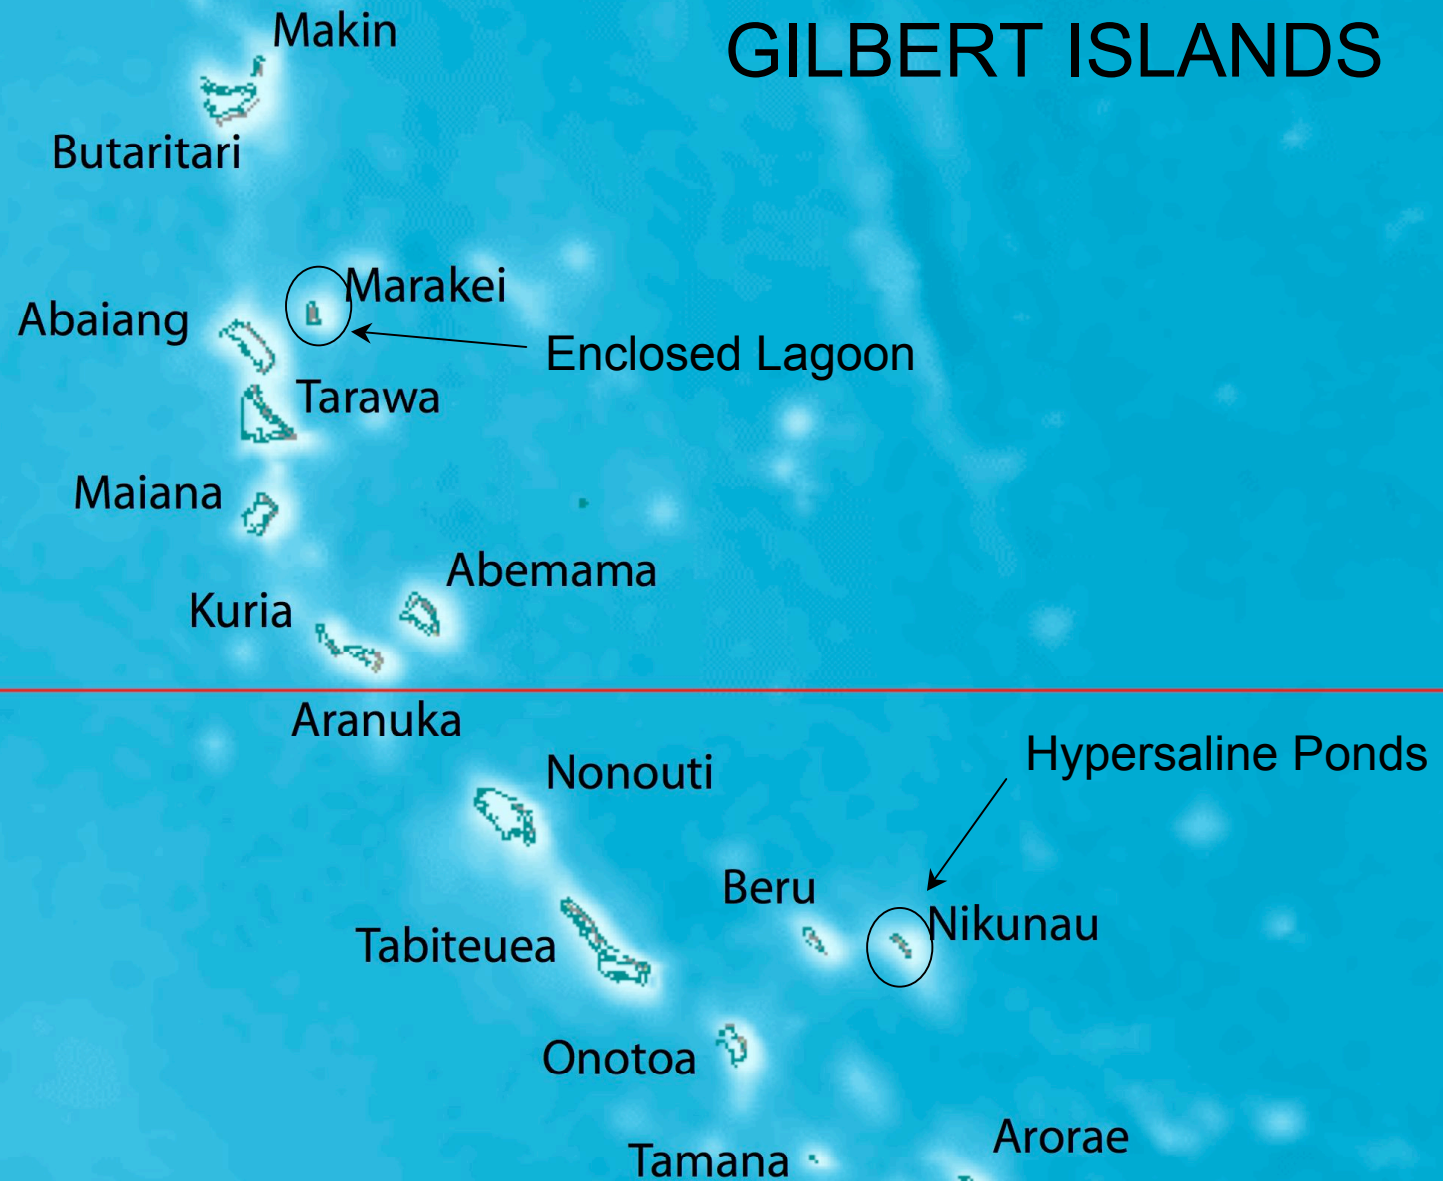 Makin
GILBERT ISLANDS
Butaritari
Marakei
Abaiang
Enclosed Lagoon
Tarawa
Maiana
Abemama
Kuria
Aranuka
Hypersaline Ponds
Nonouti
Beru
Nikunau
Tabiteuea
Onotoa
Arorae
Tamana